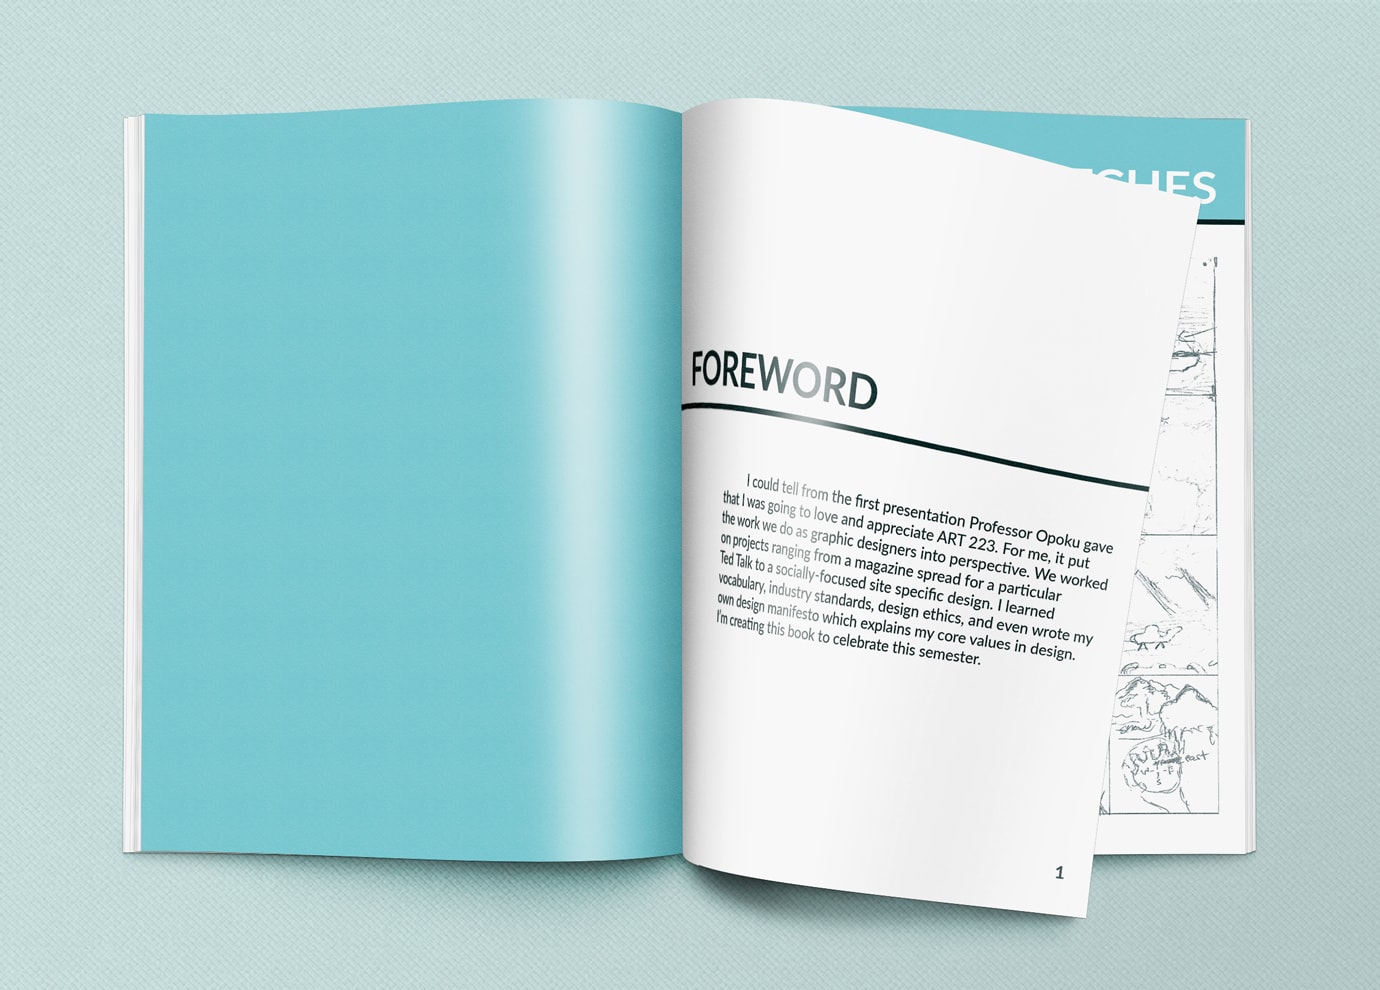 FOREWORD
I could tell from the first presentation Professor Opoku gave
that I was going to love and appreciate ART 223. For me, it put
the work we do as graphic designers into perspective. We worked
on projects ranging from a magazine spread for a particular
Ted Talk to a socially-focused site specific design. I learned
vocabulary, industry standards, design ethics, and even wrote my
own design manifesto which explains my core values in design.
I'm creating this book to celebrate this semester.
1
east